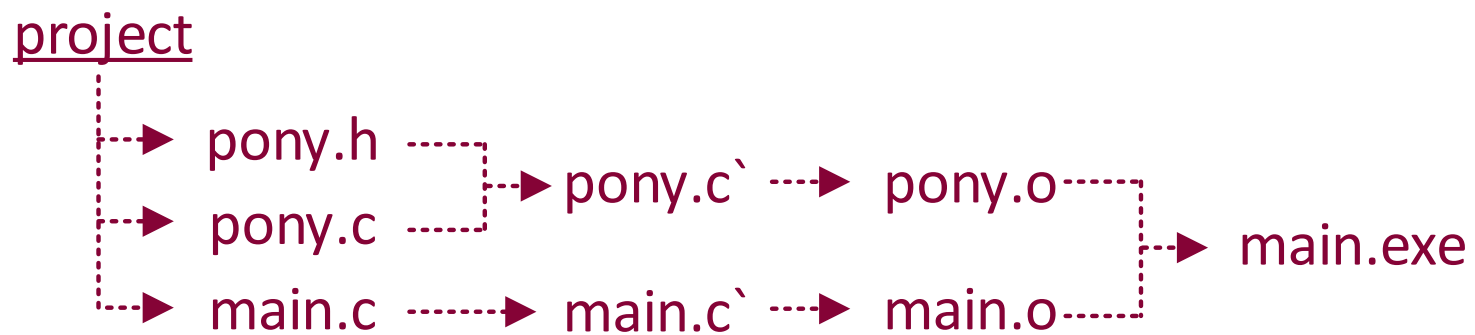 project
pony.h
pony.c` pony.o
pony.c
main.exe
main.c main.c` main.o